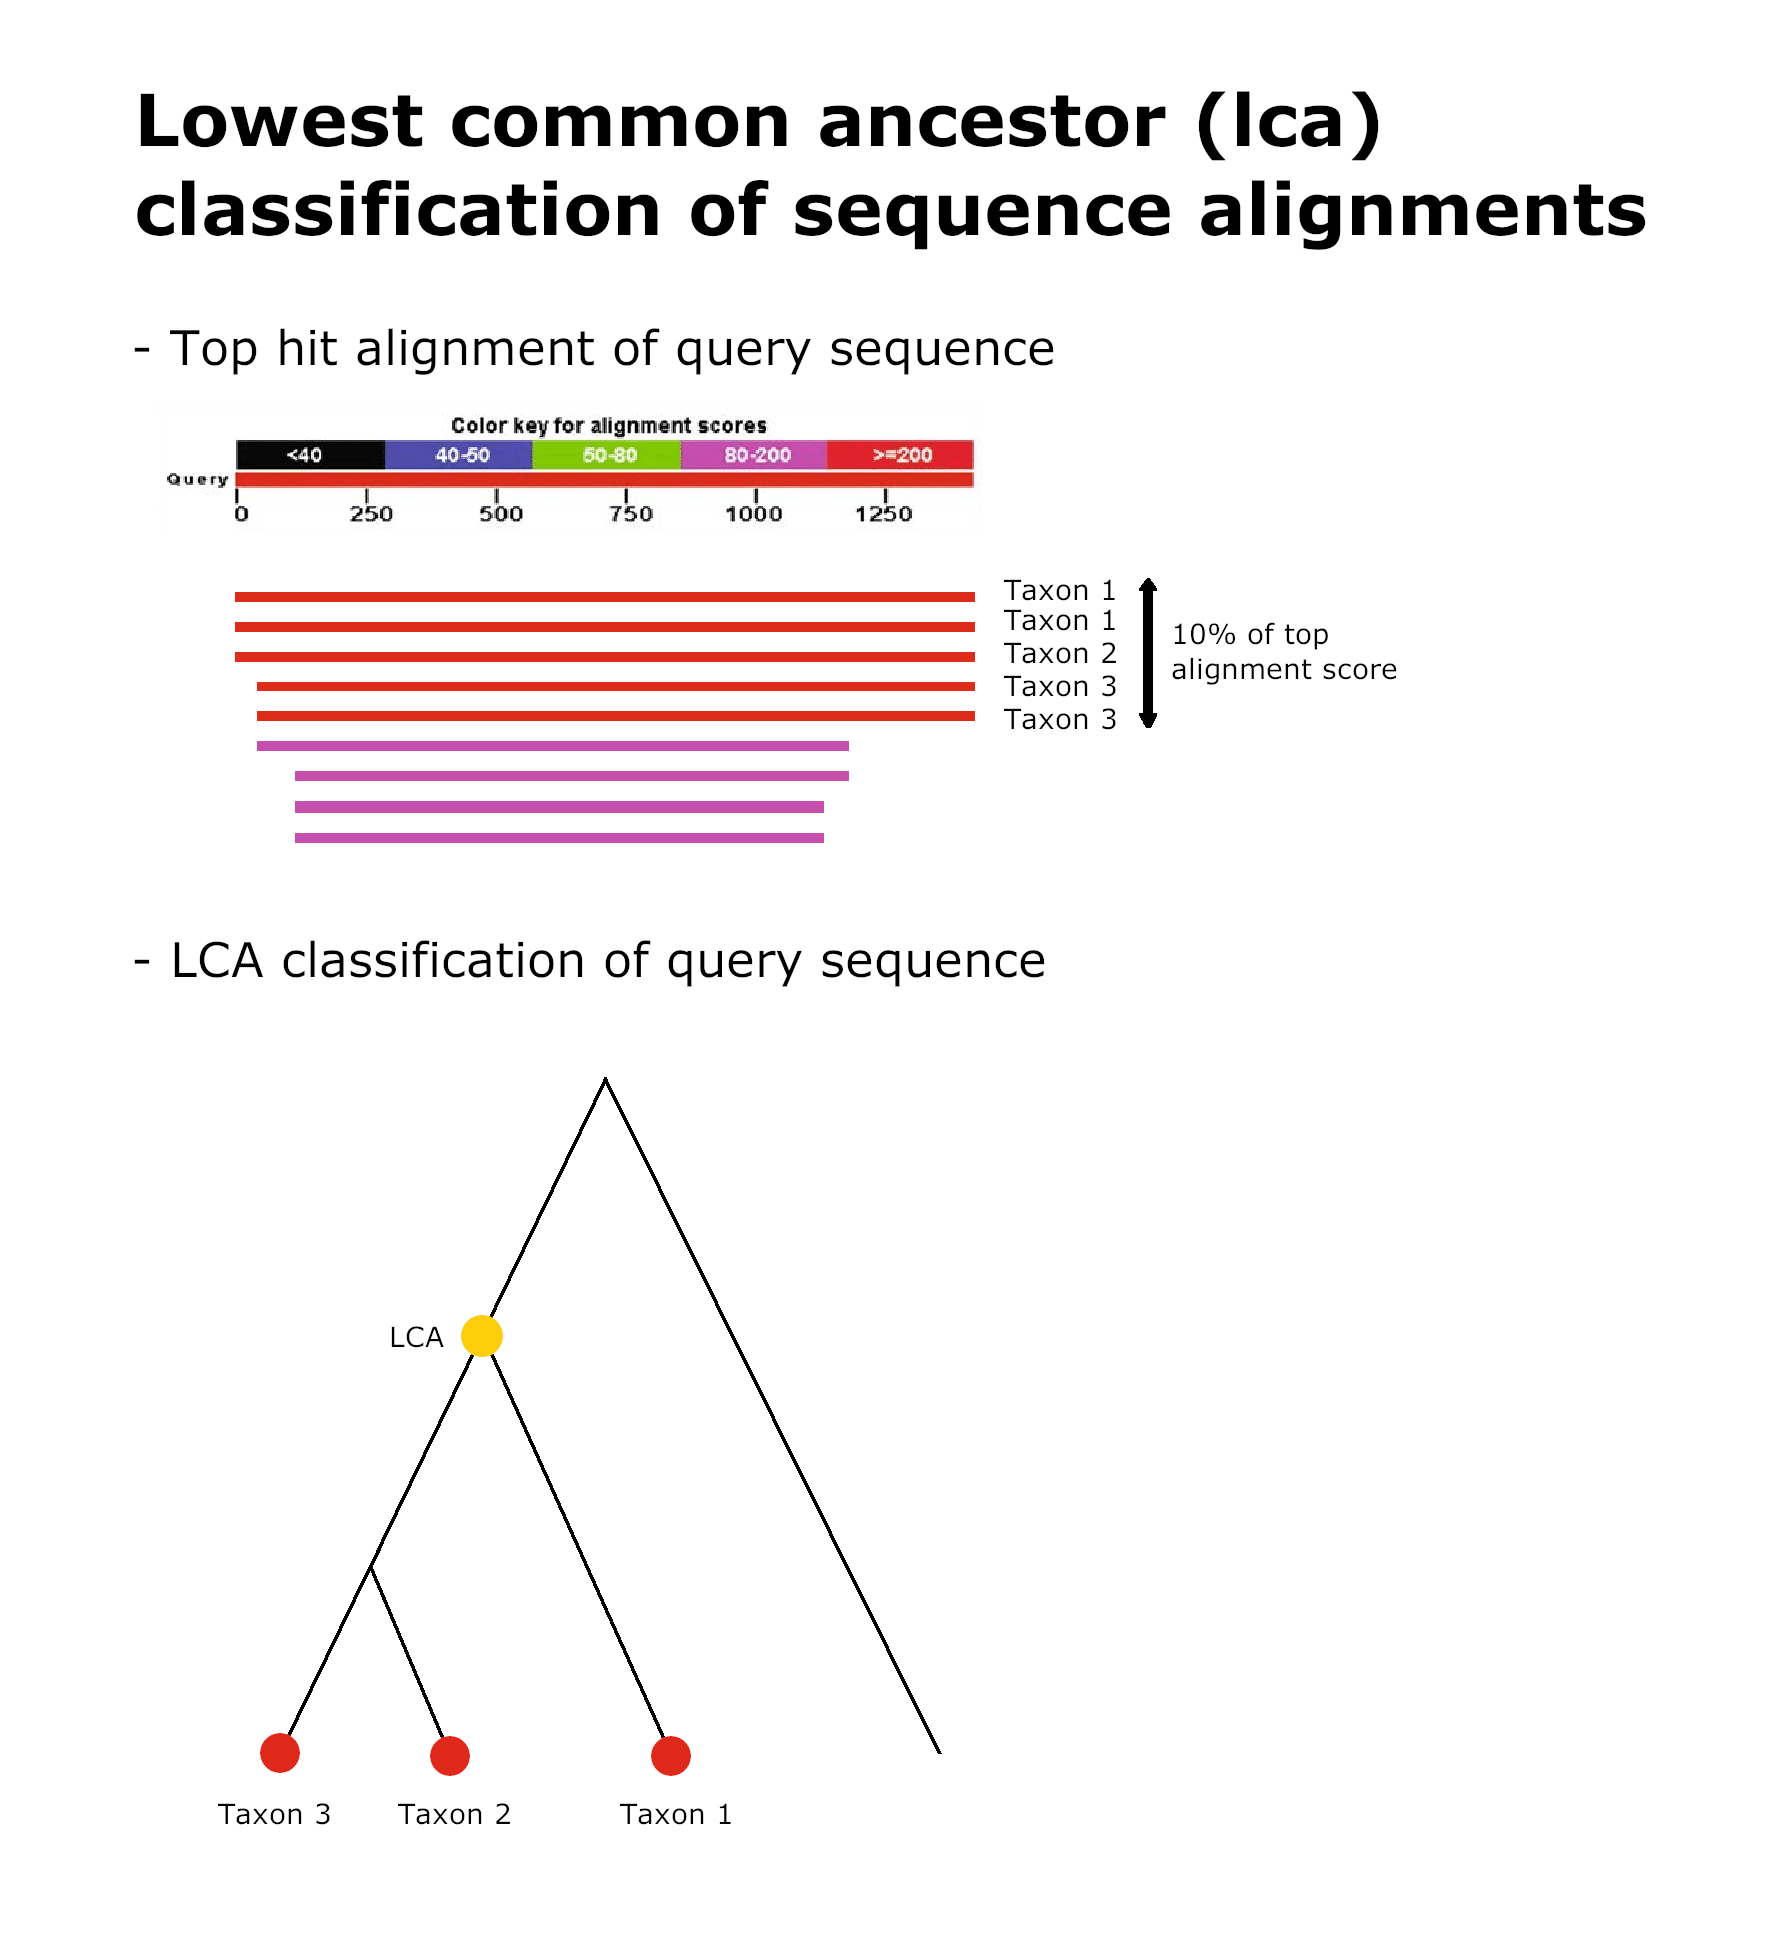 Lowest common ancestor (lca)
classification of sequence alignments
- Top hit alignment of query sequence
Color key for alignment scores
<40 40-50 50-80 80-200 >=200
Query
0 250 500 750 1000 1250
Taxon 1
Taxon 1
Taxon 2
Taxon 3
Taxon 3
10% of top
alignment score
- LCA classification of query sequence
LCA
Taxon 3 Taxon 2 Taxon 1